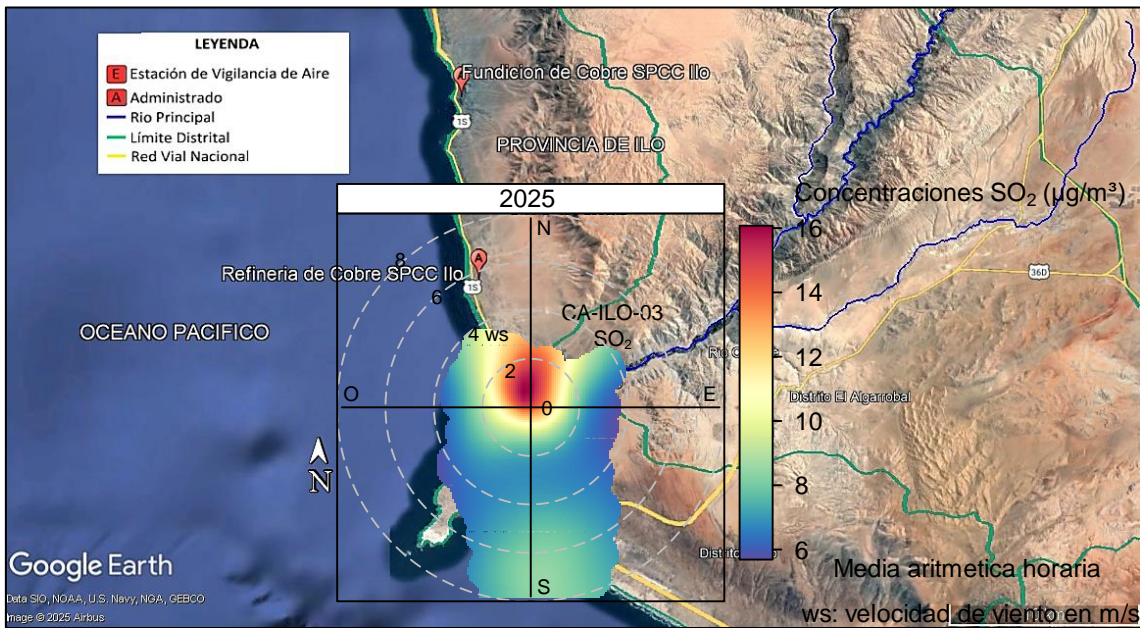 LEYENDA
E Estación de Vigilancia de Aire
A Administrado
Rio Principal
Límite Distrital
Red Vial Nacional
Fundicion de Cobre SPCC Ilo
1S
PROVINCIA DE ILO
2025
Concentraciones SO₂ (µg/m³)
N
16
8
A
Refineria de Cobre SPCC Ilo
1S
36D
6
14
CA-ILO-03
SO₂
OCEANO PACIFICO
4 ws
12
2
O
E
Distrito El Algarrobal
0
10
N
8
6
Google Earth
Media aritmetica horaria
S
Data SIO, NOAA, U.S. Navy, NGA, GEBCO
Image © 2025 Airbus
ws: velocidad de viento en m/s